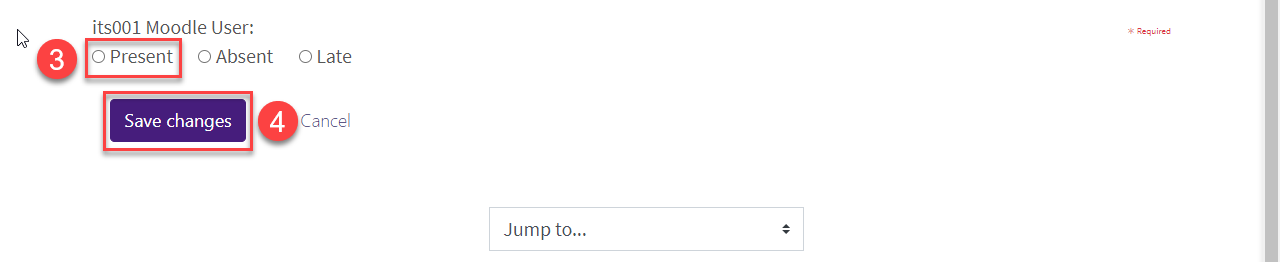 its001 Moodle User:
* Required
3 Present Absent Late
Save changes 4 Cancel
Jump to...